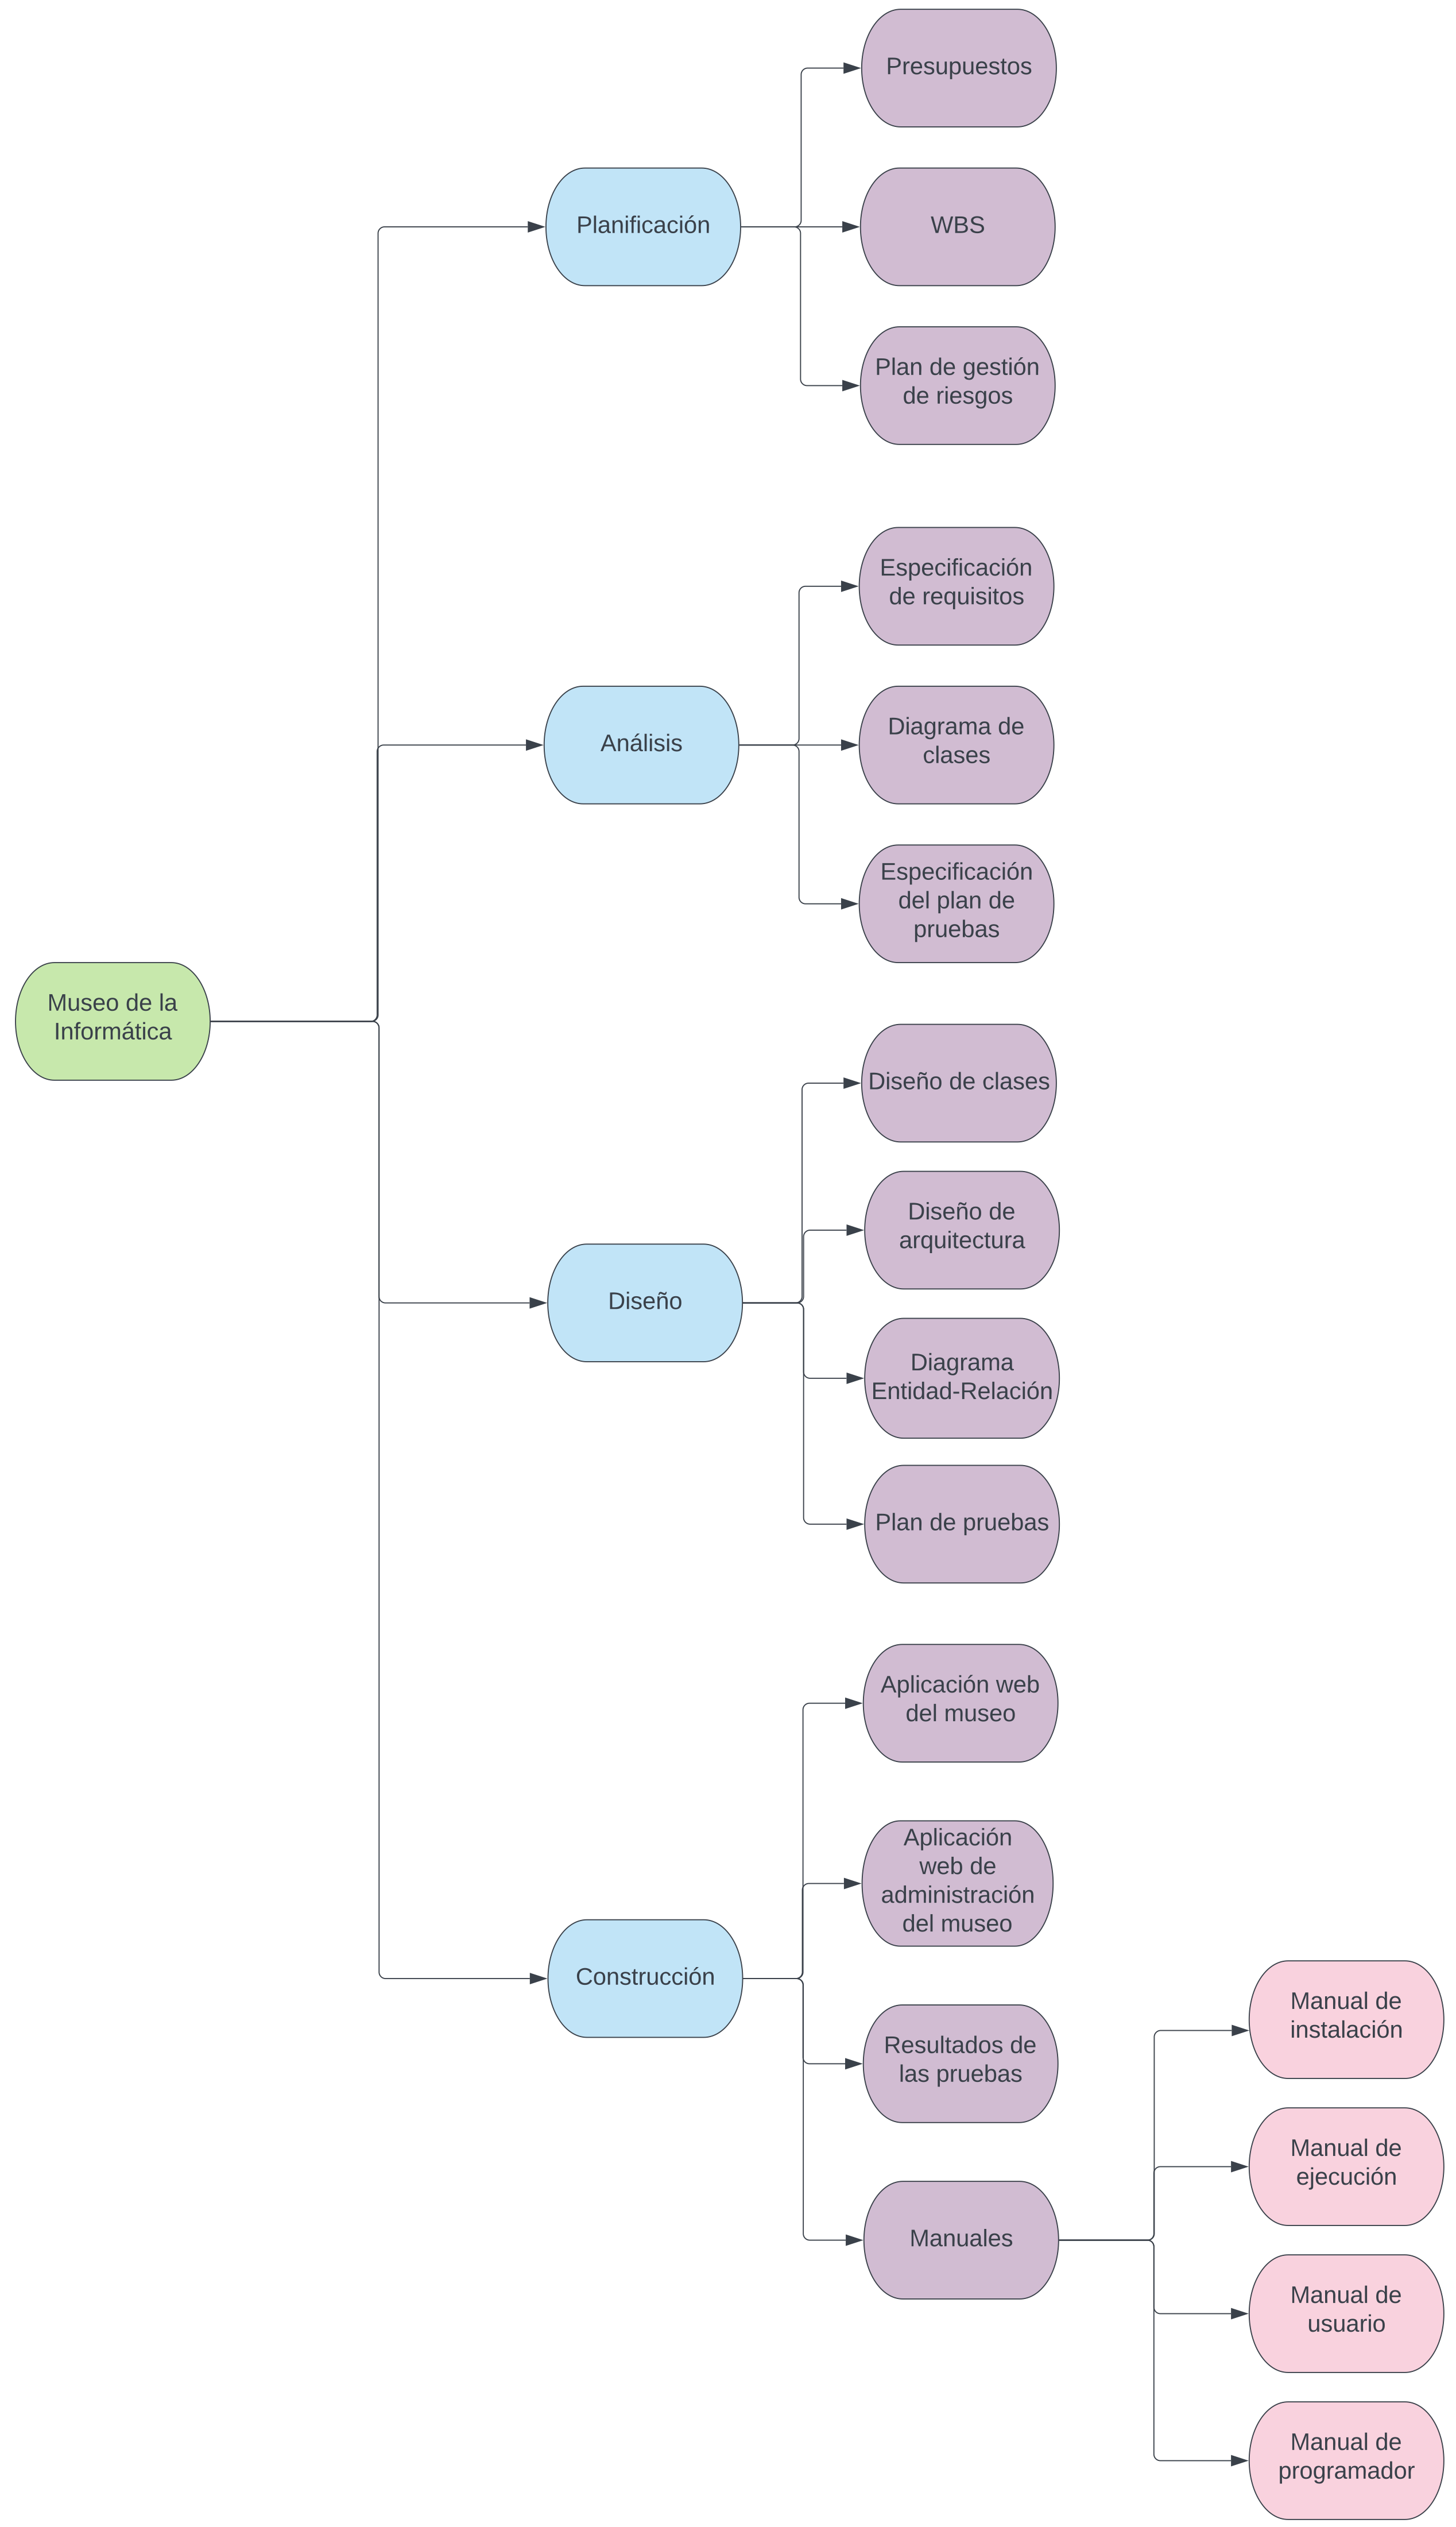 Presupuestos
Planificación
WBS
Plan de gestión
de riesgos
Especificación
de requisitos
Análisis
Diagrama de
clases
Especificación
del plan de
pruebas
Museo de la
Informática
Diseño de clases
Diseño de
arquitectura
Diseño
Diagrama
Entidad-Relación
Plan de pruebas
Aplicación web
del museo
Aplicación
web de
administración
del museo
Construcción
Resultados de
las pruebas
Manuales
Manual de
instalación
Manual de
ejecución
Manual de
usuario
Manual de
programador